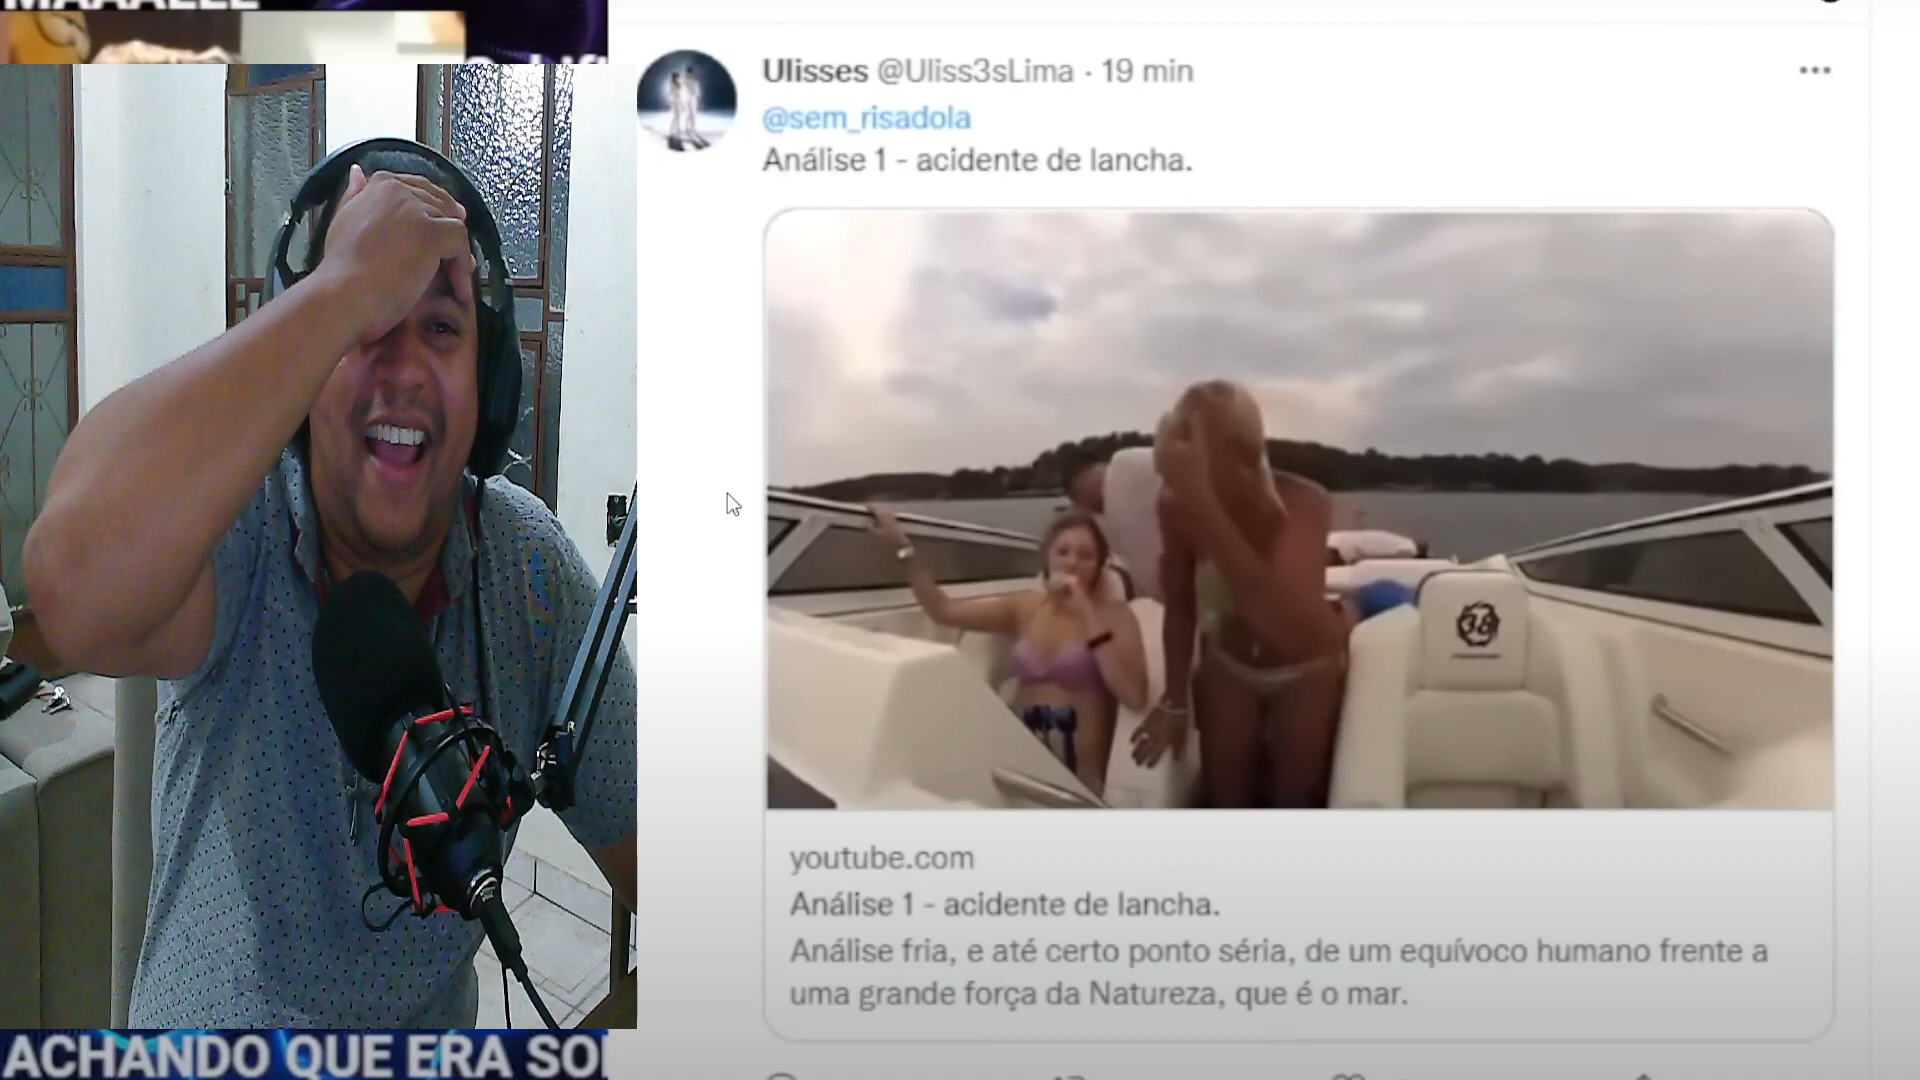 Ulisses @Uliss3sLima · 19 min
@sem_risadola
Análise 1 - acidente de lancha.
38
youtube.com
Análise 1 - acidente de lancha.
Análise fria, e até certo ponto séria, de um equívoco humano frente a
uma grande força da Natureza, que é o mar.
ACHANDO QUE ERA